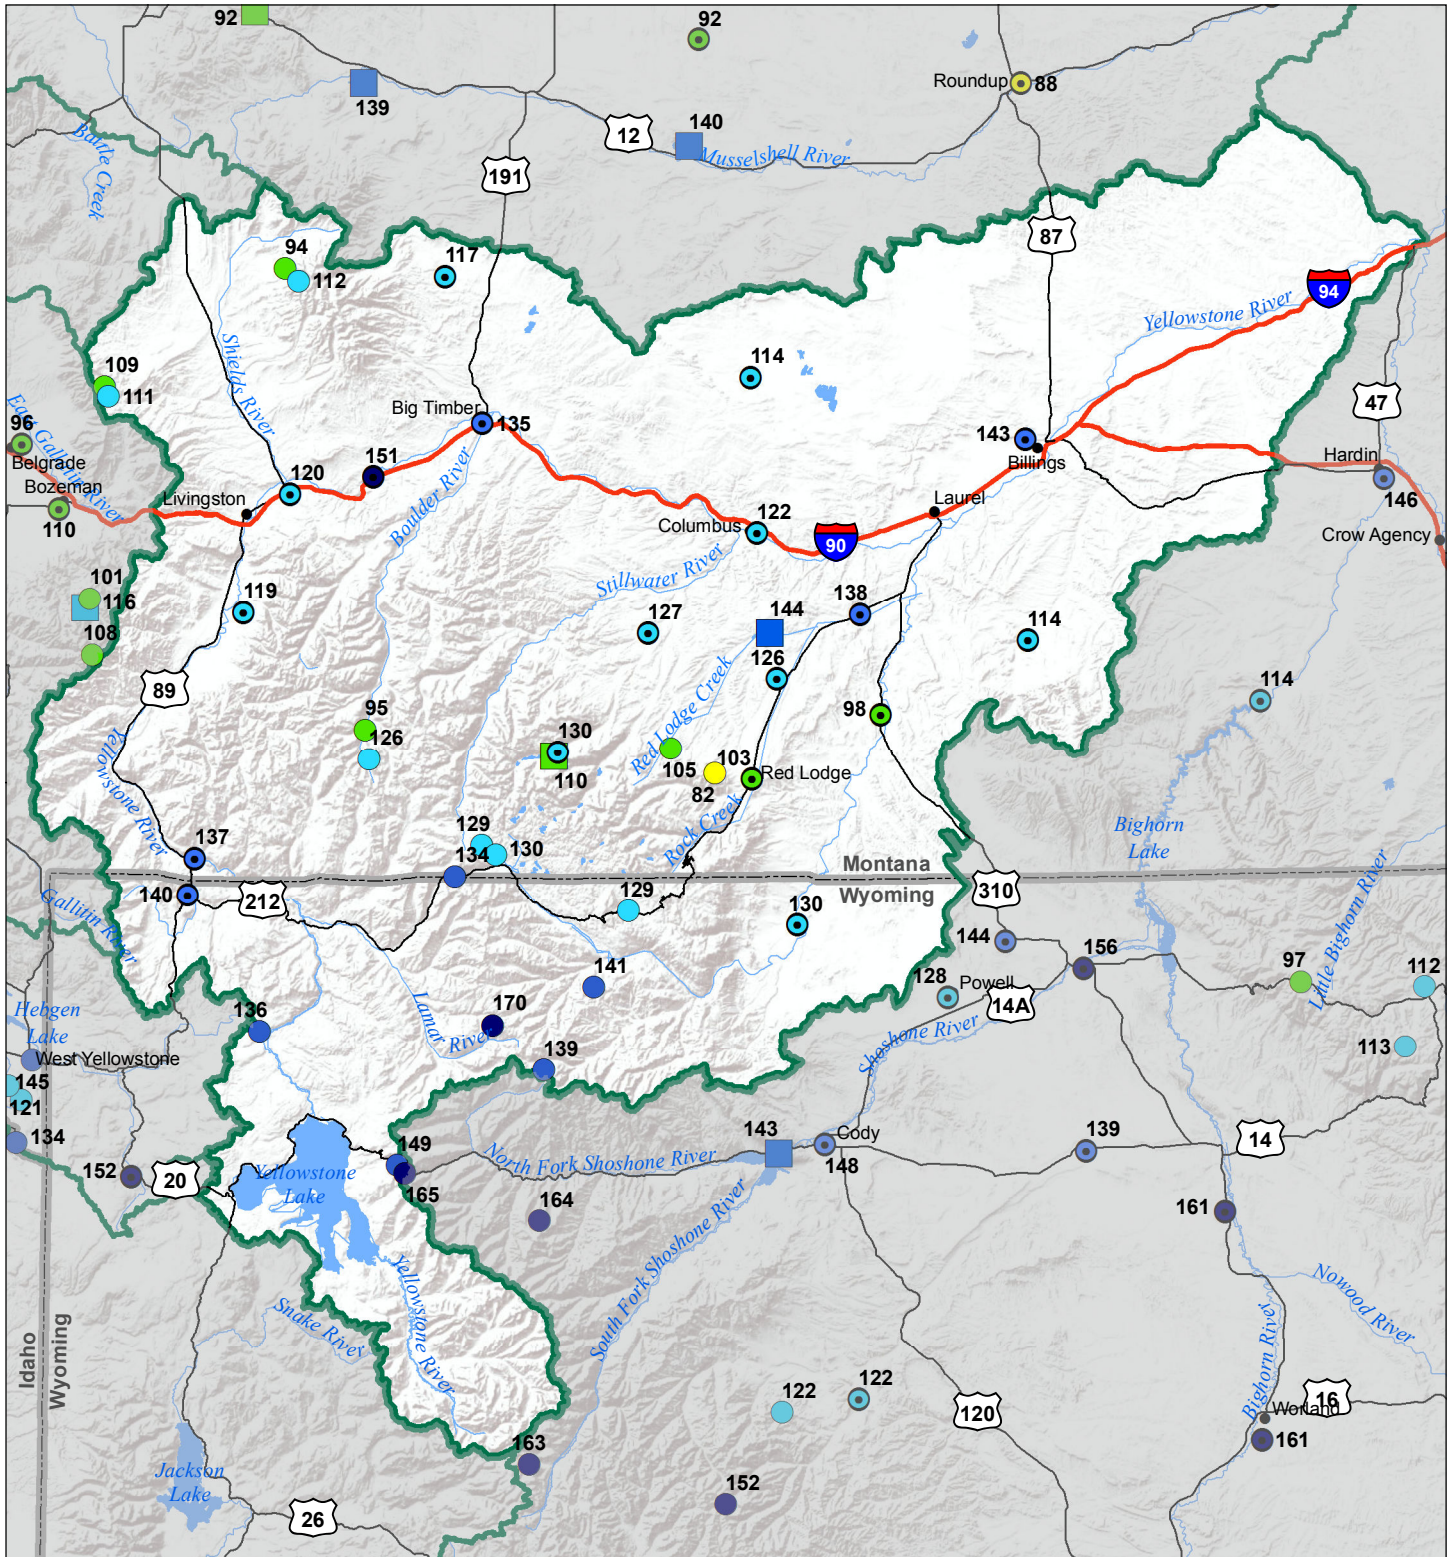 92
92
139
Roundup
88
12
140
Musselshell River
Battle Creek
191
87
94
112
117
94
Yellowstone River
Shields River
109
111
114
47
East Gallitin River
96
Belgrade
Big Timber
135
143
Billings
Hardin
146
Bozeman
110
Livingston
120
151
Boulder River
Laurel
Columbus
122
90
Crow Agency
Stillwater River
101
116
108
119
127
144
138
126
114
89
Red Lodge Creek
98
114
95
126
130
110
105
103
82
Red Lodge
Yellowstone River
Rock Creek
Bighorn
Lake
137
129
130
134
Montana
Wyoming
140
212
129
130
310
Gallitin River
Little Bighorn River
144
156
141
128
Powell
14A
97
112
Hebgen
Lake
136
Lamar River
170
Shoshone River
113
West Yellowstone
139
145
121
134
149
143
Cody
148
139
14
North Fork Shoshone River
152
20
Yellowstone
Lake
165
164
161
South Fork Shoshone River
Yellowstone River
Nowood River
Snake River
Idaho
Wyoming
Bighorn River
122
122
120
16
Worland
161
163
Jackson
Lake
152
26